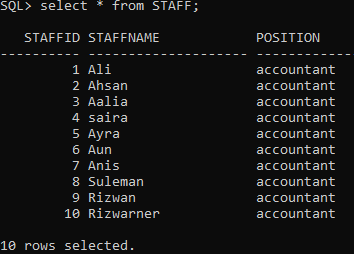 SQL> select * from STAFF;
STAFFID STAFFNAME POSITION
---------- -------------------- ------------
1 Ali accountant
2 Ahsan accountant
3 Aalia accountant
4 saira accountant
5 Ayra accountant
6 Aun accountant
7 Anis accountant
8 Suleman accountant
9 Rizwan accountant
10 Rizwarner accountant
10 rows selected.